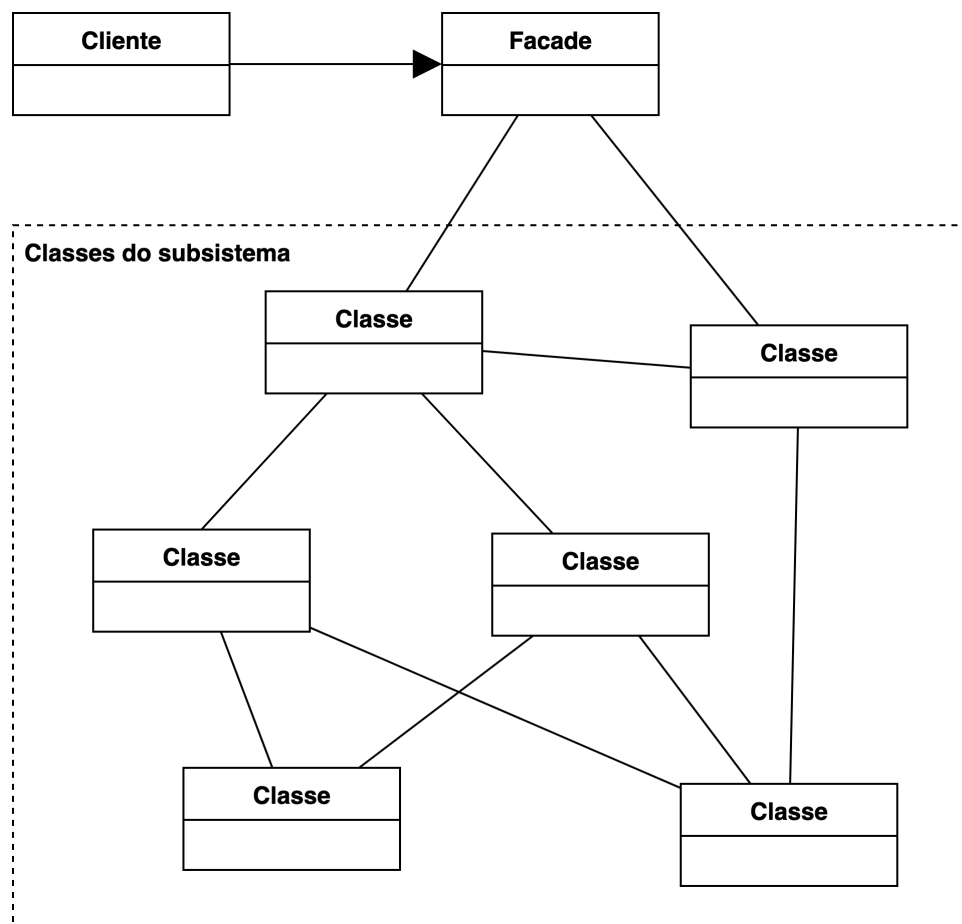 Cliente
Facade
Classes do subsistema
Classe
Classe
Classe
Classe
Classe
Classe